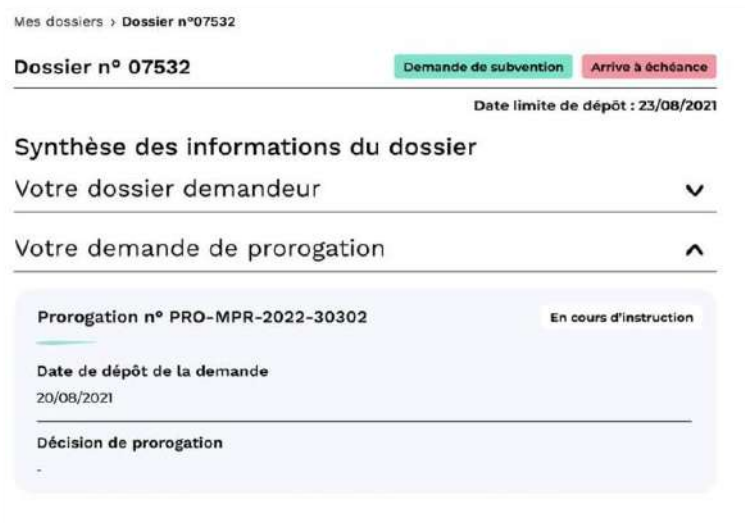 Mes dossiers › Dossier n°07532
Dossier n° 07532
Demande de subvention
Arrive à échéance
Date limite de dépôt : 23/08/2021
Synthèse des informations du dossier
Votre dossier demandeur
Votre demande de prorogation
Prorogation n° PRO-MPR-2022-30302
En cours d'instruction
Date de dépôt de la demande
20/08/2021
Décision de prorogation
-